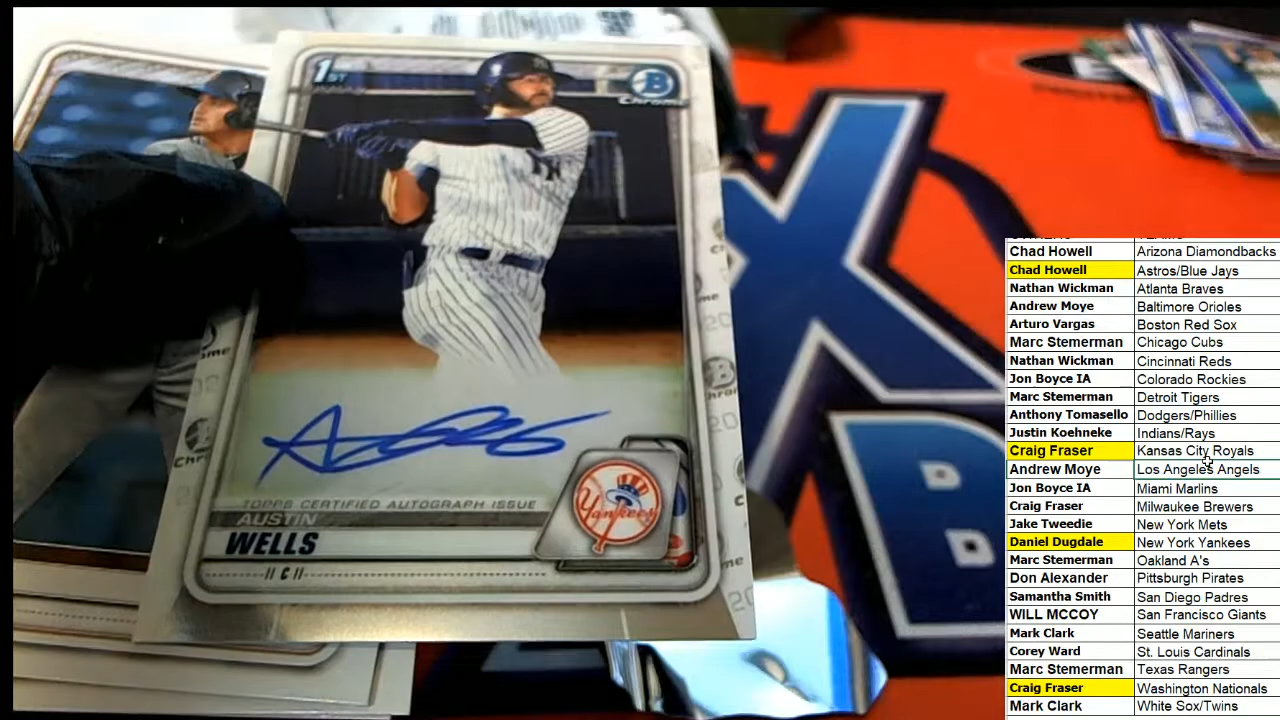 1ST
B
Chrome
NY
TOPPS CERTIFIED AUTOGRAPH ISSUE
AUSTIN
WELLS
C
Yankees
Chad Howell Arizona Diamondbacks
Chad Howell Astros/Blue Jays
Nathan Wickman Atlanta Braves
Andrew Moye Baltimore Orioles
Arturo Vargas Boston Red Sox
Marc Stemerman Chicago Cubs
Nathan Wickman Cincinnati Reds
Jon Boyce IA Colorado Rockies
Marc Stemerman Detroit Tigers
Anthony Tomasello Dodgers/Phillies
Justin Koehneke Indians/Rays
Craig Fraser Kansas City Royals
Andrew Moye Los Angeles Angels
Jon Boyce IA Miami Marlins
Craig Fraser Milwaukee Brewers
Jake Tweedie New York Mets
Daniel Dugdale New York Yankees
Marc Stemerman Oakland A's
Don Alexander Pittsburgh Pirates
Samantha Smith San Diego Padres
WILL MCCOY San Francisco Giants
Mark Clark Seattle Mariners
Corey Ward St. Louis Cardinals
Marc Stemerman Texas Rangers
Craig Fraser Washington Nationals
Mark Clark White Sox/Twins